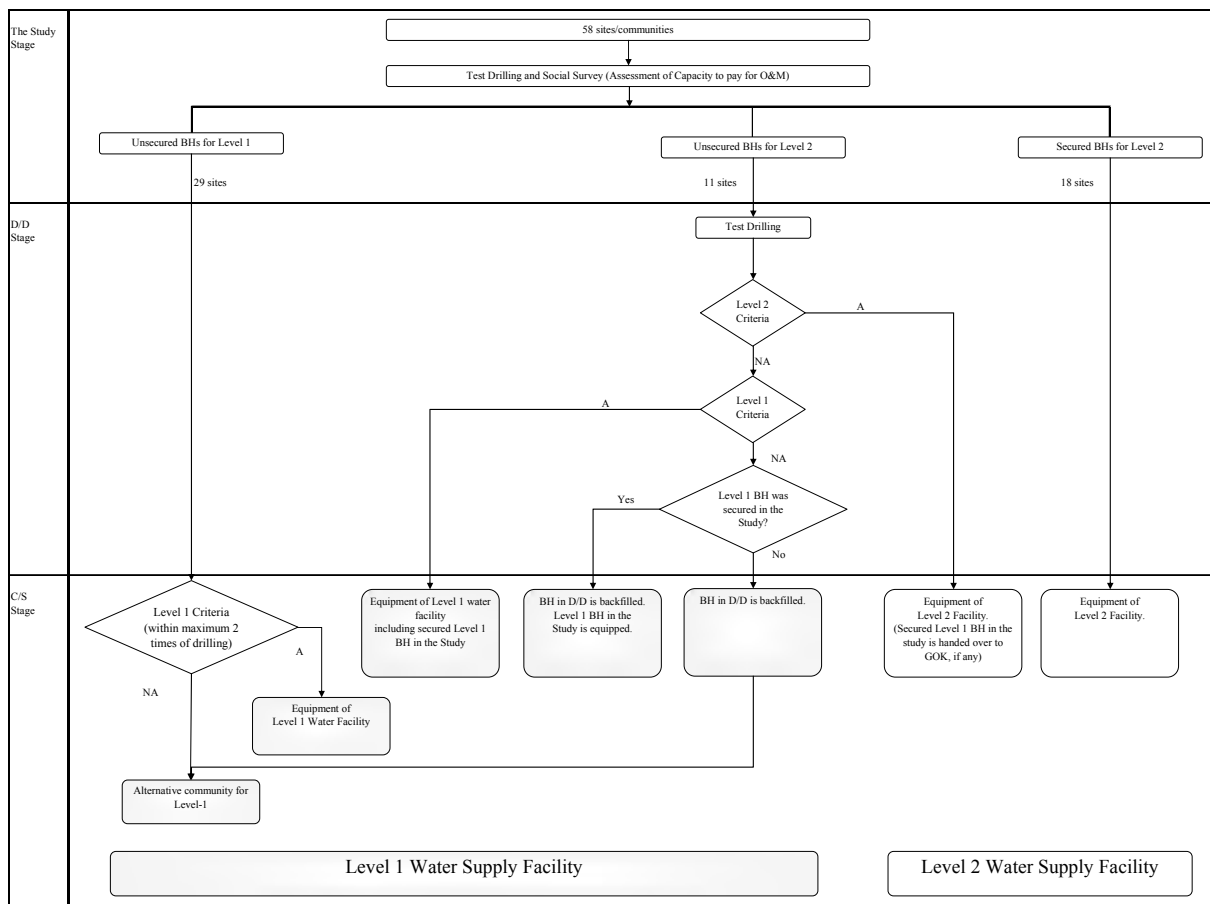 The Study
Stage
58 sites/communities
Test Drilling and Social Survey (Assessment of Capacity to pay for O&M)
Unsecured BHs for Level 1
Unsecured BHs for Level 2
Secured BHs for Level 2
29 sites
11 sites
18 sites
D/D
Stage
Test Drilling
Level 2
Criteria
A
NA
Level 1
Criteria
A
NA
Level 1 BH was
secured in the
Study?
Yes
No
C/S
Stage
Level 1 Criteria
(within maximum 2
times of drilling)
A
NA
Equipment of
Level 1 Water Facility
Alternative community for
Level-1
Equipment of Level 1 water
facility
including secured Level 1
BH in the Study
BH in D/D is backfilled.
Level 1 BH in the
Study is equipped.
BH in D/D is backfilled.
Equipment of
Level 2 Facility.
(Secured Level 1 BH in the
study is handed over to
GOK, if any)
Equipment of
Level 2 Facility.
Level 1 Water Supply Facility
Level 2 Water Supply Facility